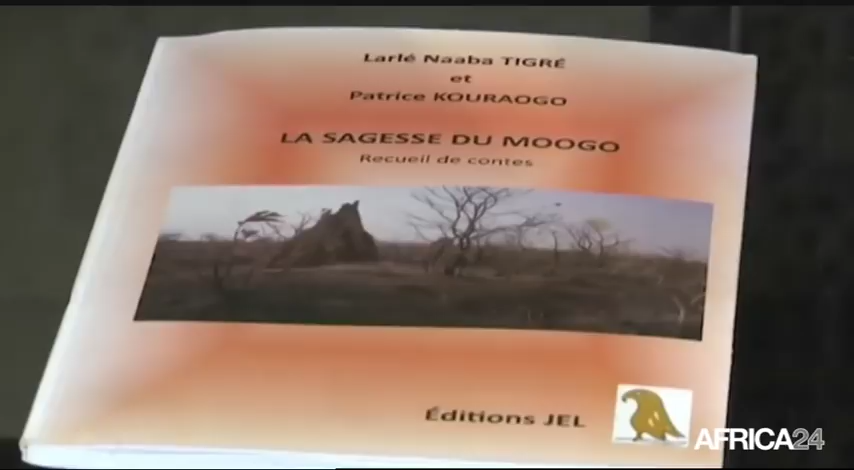 Larlé Naaba TIGRÉ
et
Patrice KOURAOGO
LA SAGESSE DU MOOGO
Recueil de contes
Éditions JEL
AFRICA24